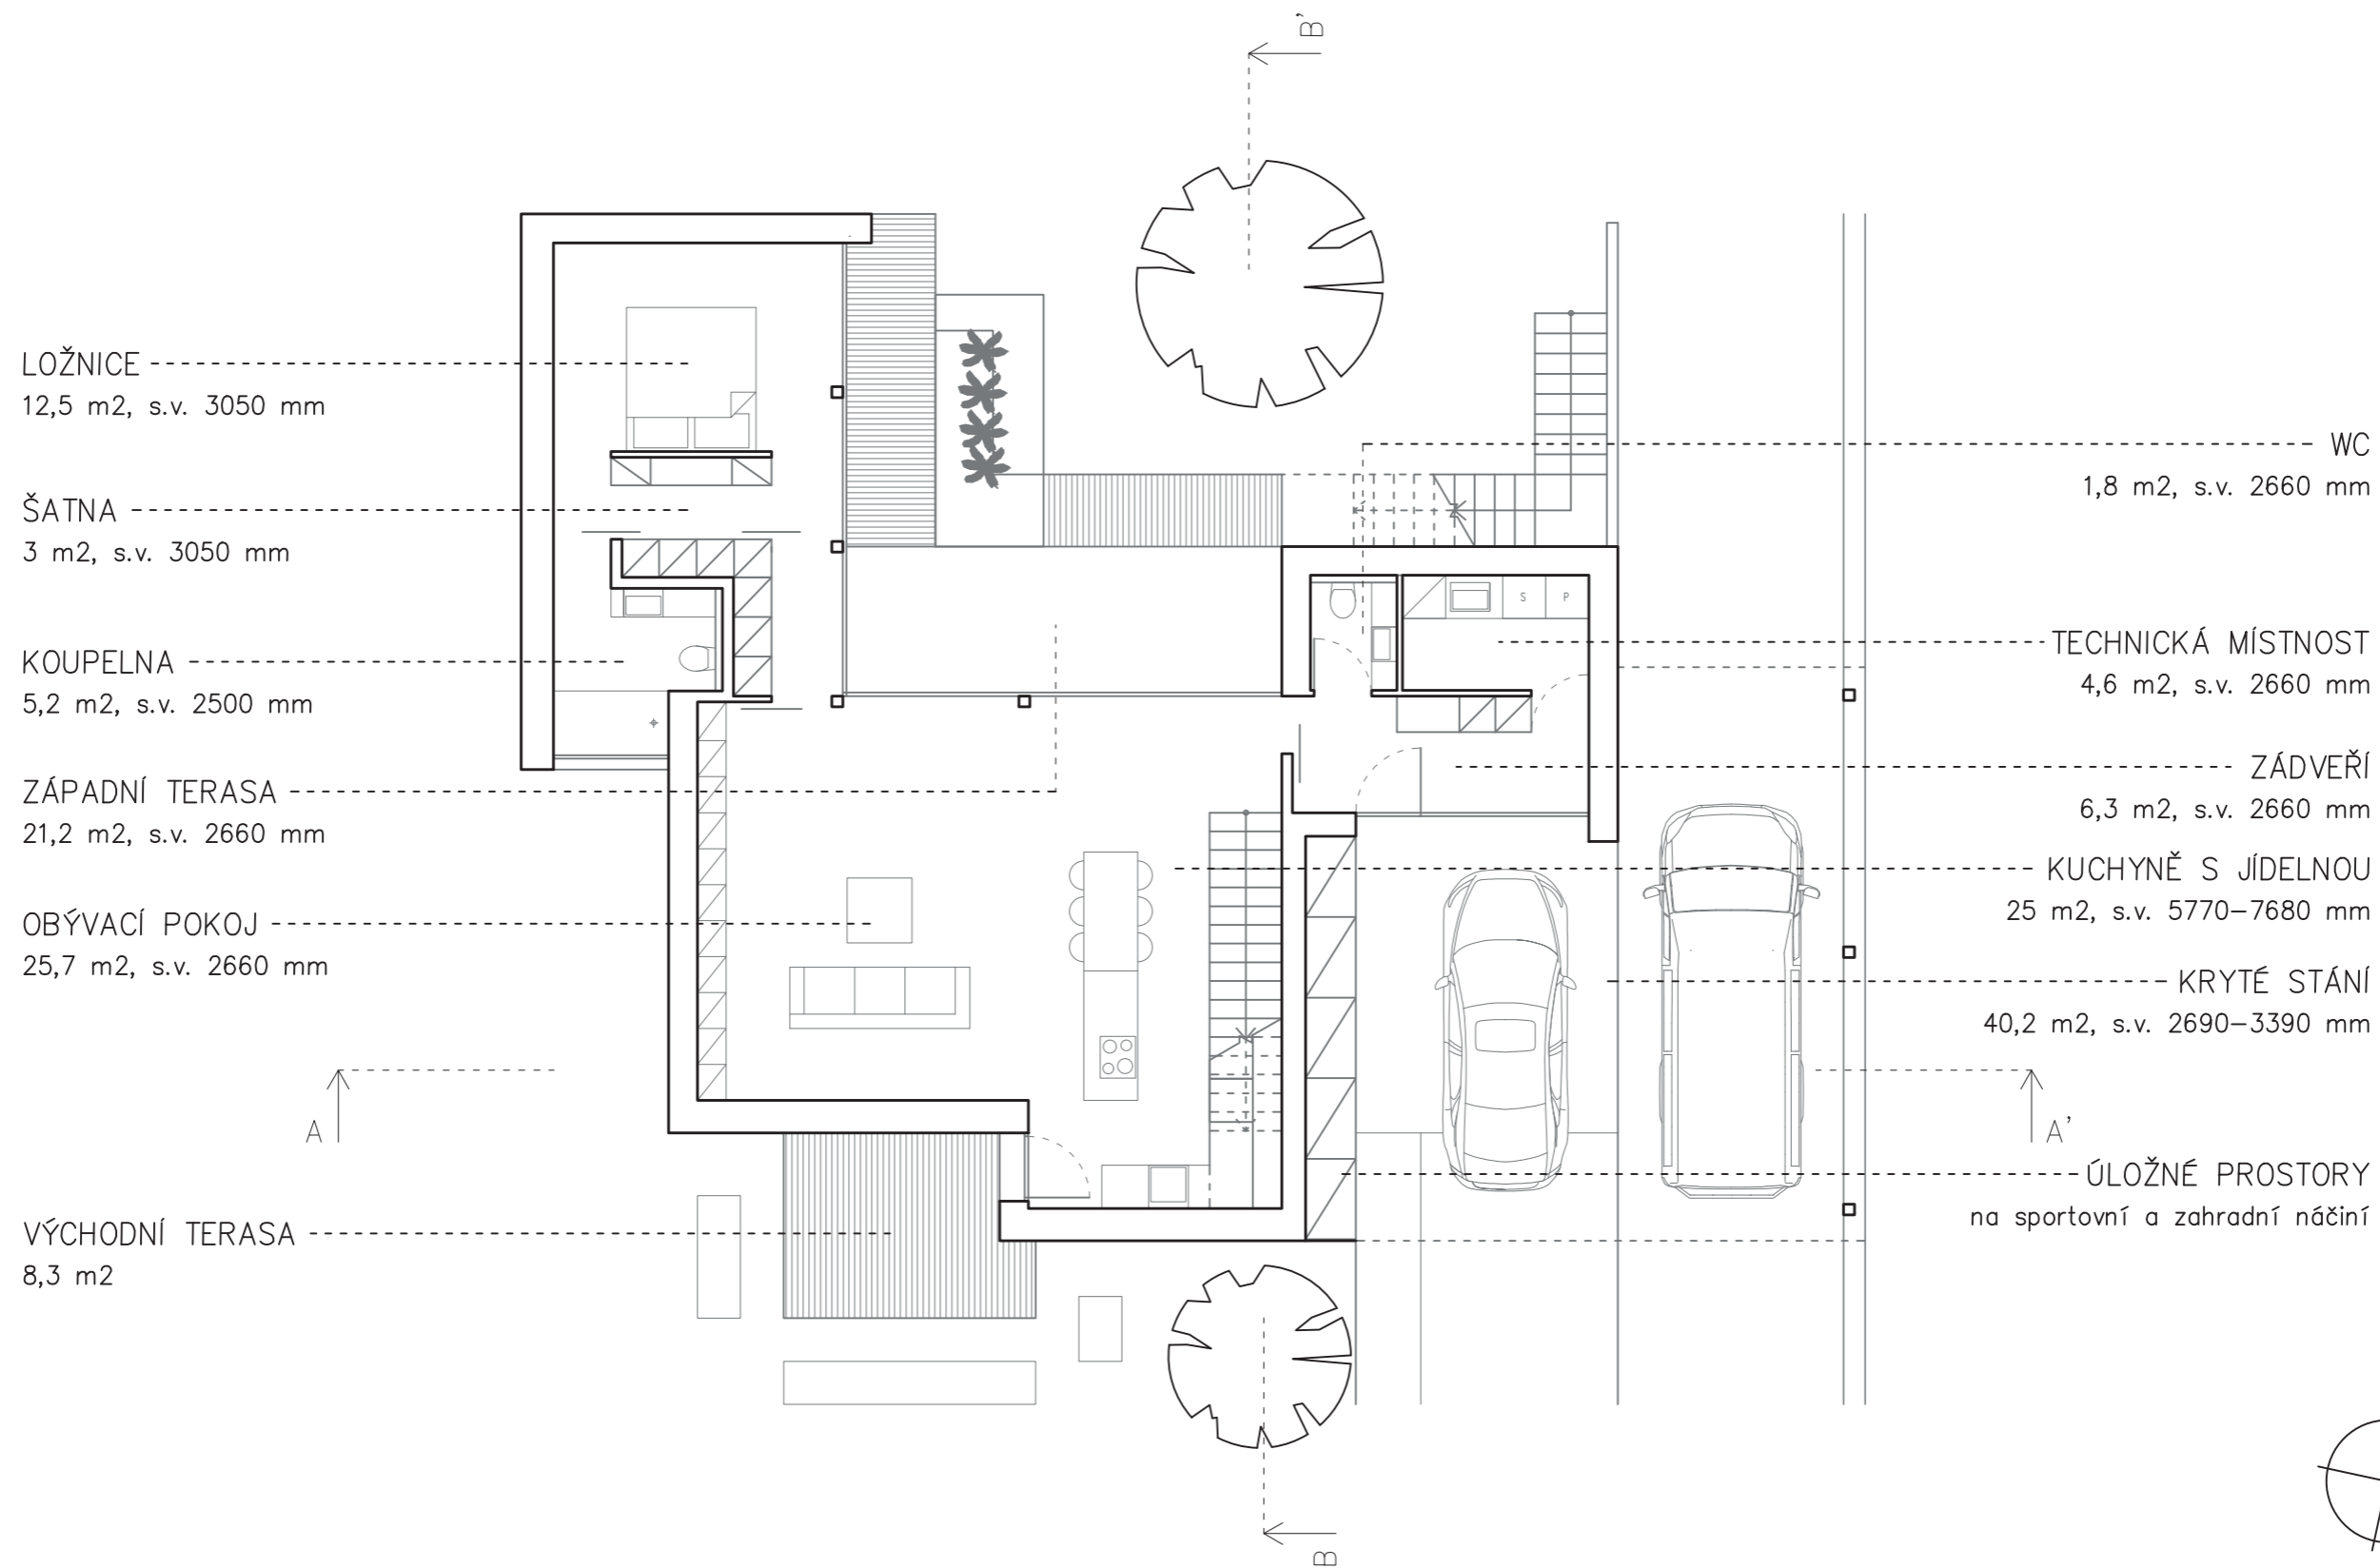 B'
LOŽNICE
12,5 m2, s.v. 3050 mm
ŠATNA
3 m2, s.v. 3050 mm
KOUPELNA
5,2 m2, s.v. 2500 mm
ZÁPADNÍ TERASA
21,2 m2, s.v. 2660 mm
OBÝVACÍ POKOJ
25,7 m2, s.v. 2660 mm
A
VÝCHODNÍ TERASA
8,3 m2
S P
WC
1,8 m2, s.v. 2660 mm
TECHNICKÁ MÍSTNOST
4,6 m2, s.v. 2660 mm
ZÁDVEŘÍ
6,3 m2, s.v. 2660 mm
KUCHYNĚ S JÍDELNOU
25 m2, s.v. 5770–7680 mm
KRYTÉ STÁNÍ
40,2 m2, s.v. 2690–3390 mm
A'
ÚLOŽNÉ PROSTORY
na sportovní a zahradní náčiní
B